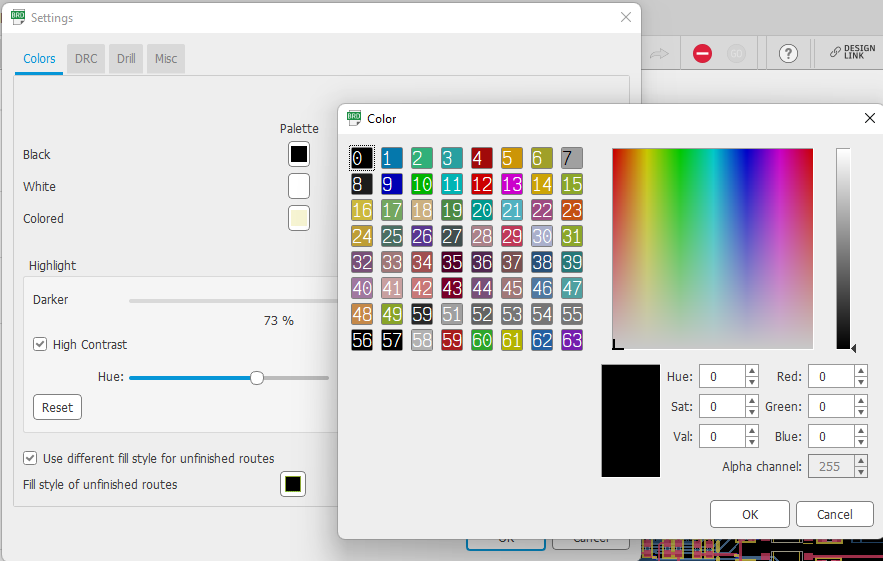 BRD Settings
Colors DRC Drill Misc
GO ? DESIGN
LINK
Palette
Black
White
Colored
Highlight
Darker
73 %
High Contrast
Hue:
Reset
Use different fill style for unfinished routes
Fill style of unfinished routes
OK Cancel
BRD Color
0 1 2 3 4 5 6 7
8 9 10 11 12 13 14 15
16 17 18 19 20 21 22 23
24 25 26 27 28 29 30 31
32 33 34 35 36 37 38 39
40 41 42 43 44 45 46 47
48 49 59 51 52 53 54 55
56 57 58 59 60 61 62 63
Hue: 0 Red: 0
Sat: 0 Green: 0
Val: 0 Blue: 0
Alpha channel: 255
OK Cancel